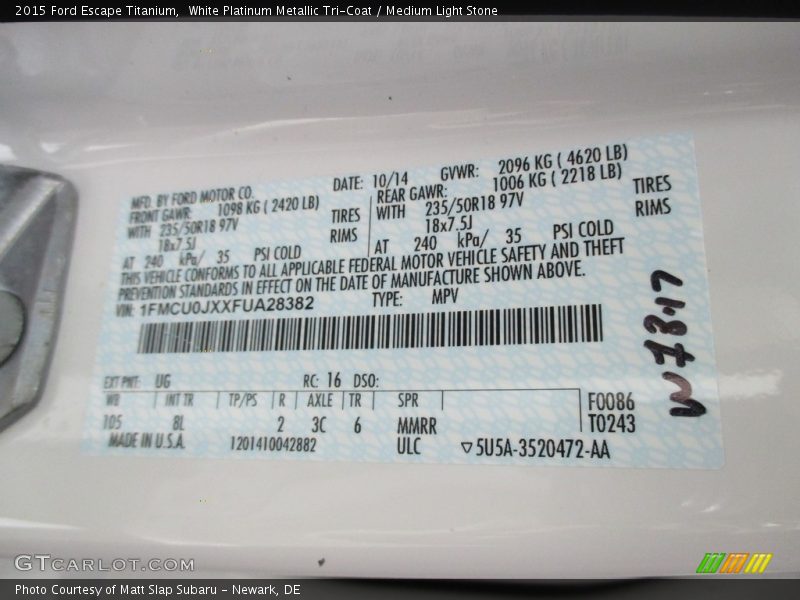 2015 Ford Escape Titanium,  White Platinum Metallic Tri-Coat / Medium Light Stone
MFD. BY FORD MOTOR CO. DATE: 10/14 GVWR: 2096 KG ( 4620 LB)
FRONT GAWR: 1098 KG ( 2420 LB) REAR GAWR: 1006 KG ( 2218 LB)
WITH 235/50R18 97V TIRES WITH 235/50R18 97V TIRES
18x7.5J RIMS 18x7.5J RIMS
AT 240 kPa/ 35 PSI COLD AT 240 kPa/ 35 PSI COLD
THIS VEHICLE CONFORMS TO ALL APPLICABLE FEDERAL MOTOR VEHICLE SAFETY AND THEFT
PREVENTION STANDARDS IN EFFECT ON THE DATE OF MANUFACTURE SHOWN ABOVE.
VIN: 1FMCU0JXXFUA28382 TYPE: MPV
EXT PNT: UG RC: 16 DSO:
WB INT TR TP/PS R AXLE TR SPR F0086
105 8L 2 3C 6 MMRR T0243
MADE IN U.S.A. 1201410042882 ULC ▽5U5A-3520472-AA
GTCarLot.com
Photo Courtesy of Matt Slap Subaru - Newark, DE